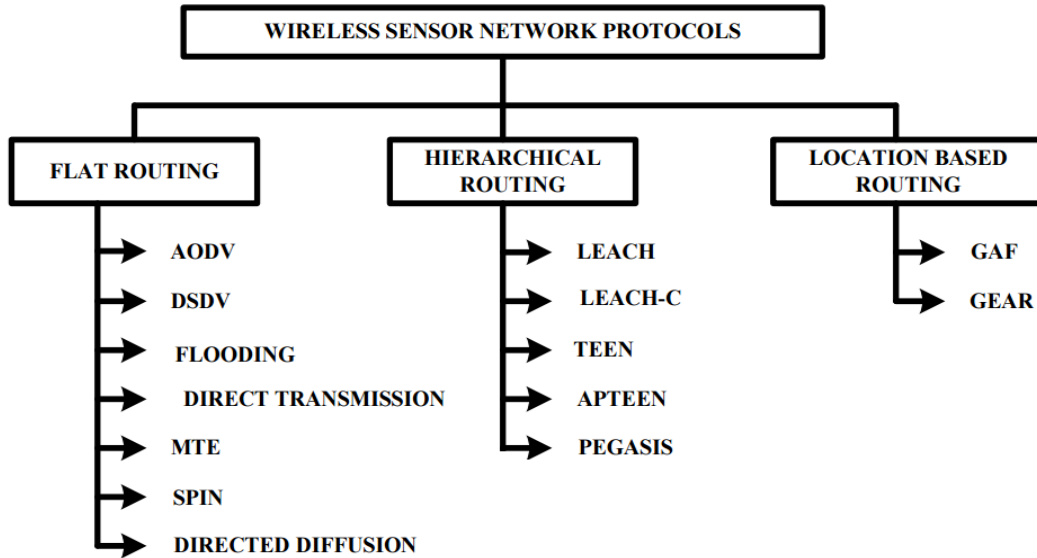 WIRELESS SENSOR NETWORK PROTOCOLS
FLAT ROUTING
HIERARCHICAL
ROUTING
LOCATION BASED
ROUTING
AODV
DSDV
FLOODING
DIRECT TRANSMISSION
MTE
SPIN
DIRECTED DIFFUSION
LEACH
LEACH-C
TEEN
APTEEN
PEGASIS
GAF
GEAR